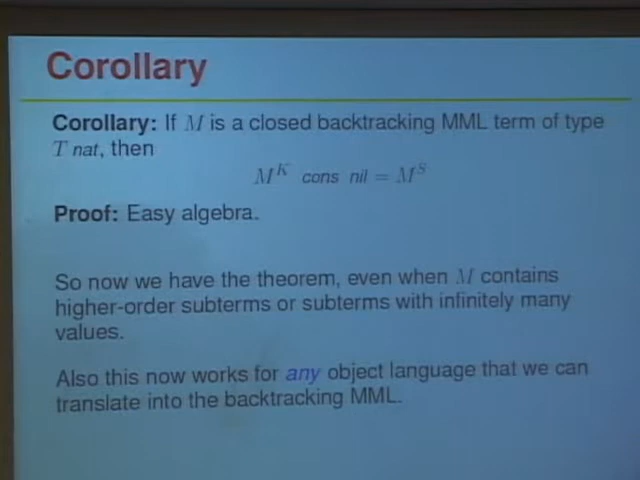 Corollary
Corollary: If M is a closed backtracking MML term of type
T nat, then
M^K cons nil = M^S
Proof: Easy algebra.
So now we have the theorem, even when M contains
higher-order subterms or subterms with infinitely many
values.
Also this now works for any object language that we can
translate into the backtracking MML.